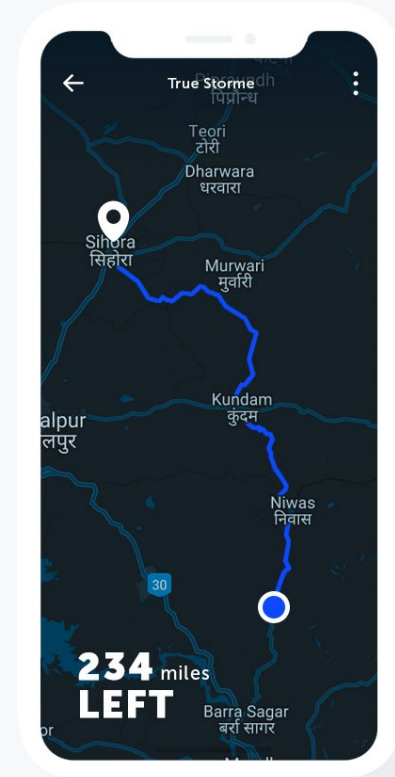 True Storme
पिप्रौन्ध
Teori
टोरी
Dharwara
धरवारा
Sihora
सिहोरा
Murwari
मुर्वारी
Kundam
कुंदम
alpur
लपुर
Niwas
निवास
30
234 miles
LEFT
Barra Sagar
बर्रा सागर
or